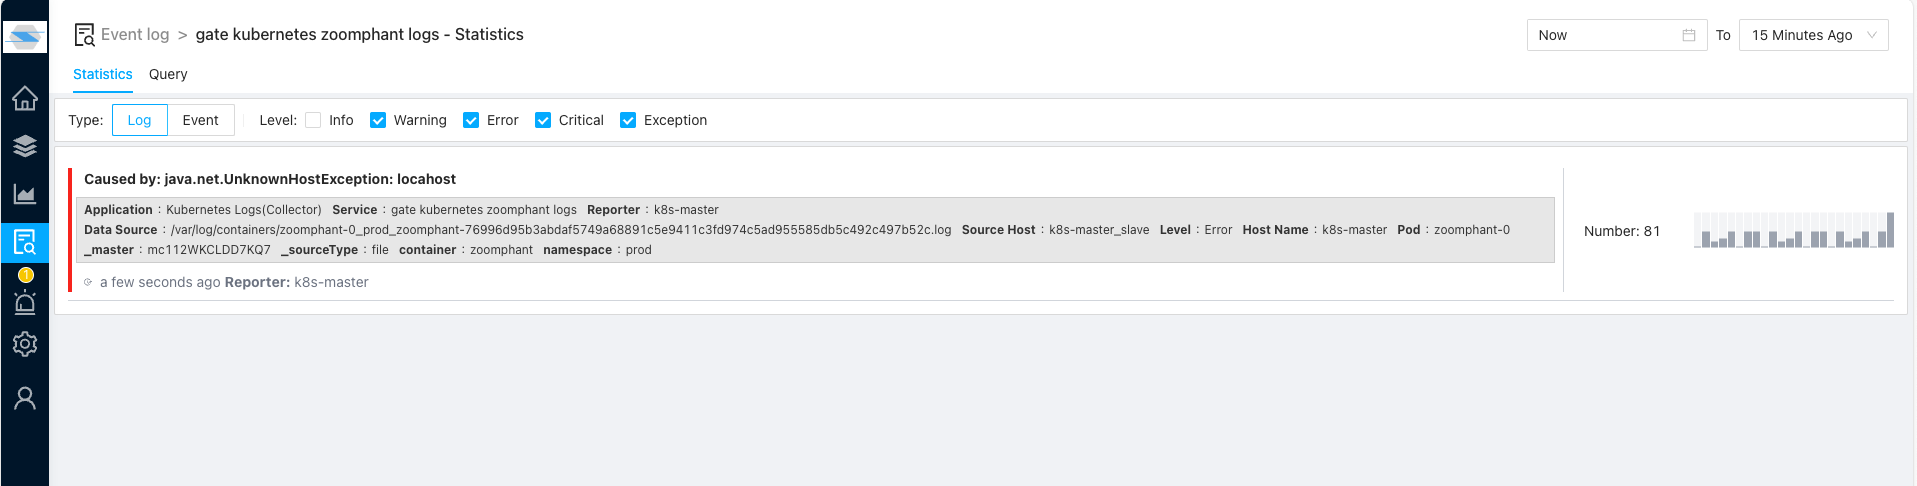 Event log > gate kubernetes zoomphant logs - Statistics
Now To 15 Minutes Ago
Statistics Query
Type: Log Event Level: Info Warning Error Critical Exception
Caused by: java.net.UnknownHostException: locahost
Application : Kubernetes Logs(Collector) Service : gate kubernetes zoomphant logs Reporter : k8s-master
Data Source : /var/log/containers/zoomphant-0_prod_zoomphant-76996d95b3abdaf5749a68891c5e9411c3fd974c5ad955585db5c492c497b52c.log Source Host : k8s-master_slave Level : Error Host Name : k8s-master Pod : zoomphant-0
_master : mc112WKCLDD7KQ7 _sourceType : file container : zoomphant namespace : prod
a few seconds ago Reporter: k8s-master
Number: 81
1